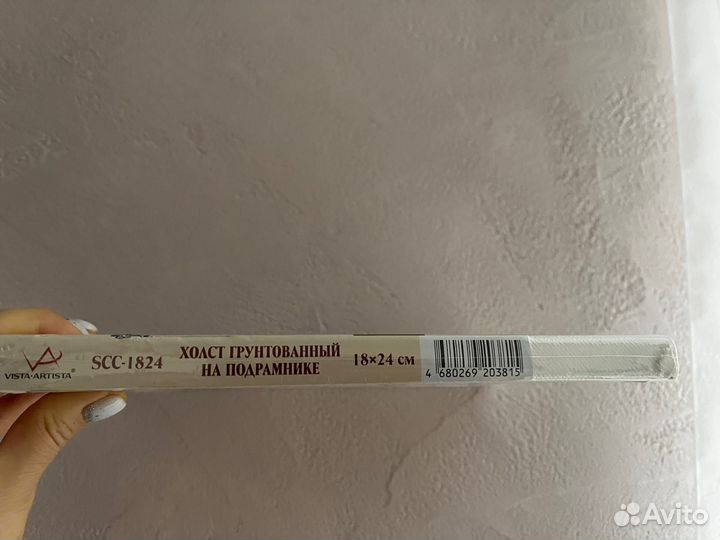 VISTA-ARTISTA®
SCC-1824
ХОЛСТ ГРУНТОВАННЫЙ
НА ПОДРАМНИКЕ
18×24 см
4 680269 203815
Avito